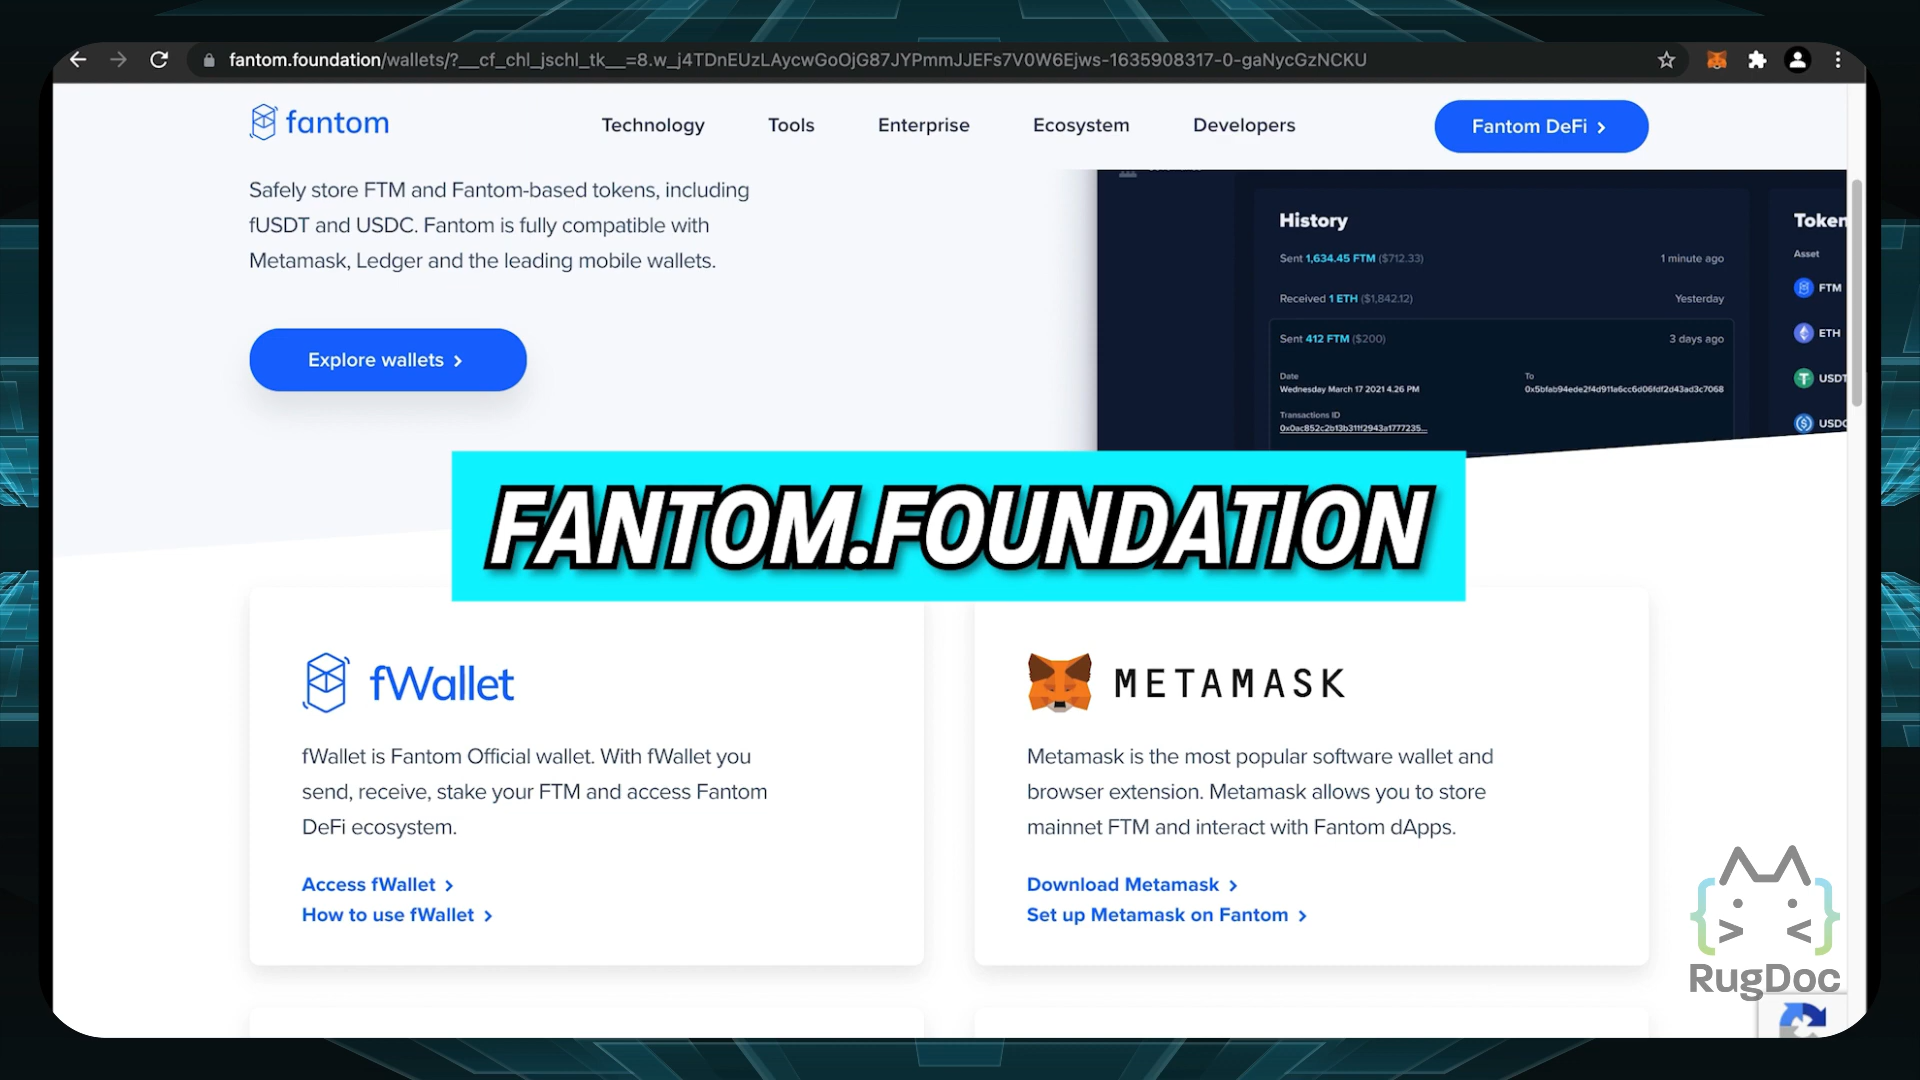 fantom.foundation/wallets/?__cf_chl_jschl_tk__=8.w_j4TDnEUzLAycwGoOjG87JYPmmJJEFs7V0W6Ejws-1635908317-0-gaNycGzNCKU
fantom
Technology
Tools
Enterprise
Ecosystem
Developers
Fantom DeFi
Safely store FTM and Fantom-based tokens, including
fUSDT and USDC. Fantom is fully compatible with
Metamask, Ledger and the leading mobile wallets.
Explore wallets
History
Sent 1,634.45 FTM ($712.33)
1 minute ago
Received 1 ETH ($1,842.12)
Yesterday
Sent 412 FTM ($200)
3 days ago
Date
Wednesday March 17 2021 4.26 PM
To
0x5bfab94ede2f4d911a6cc6d06fdf2d43ad3c7068
Transactions ID
0x0ac852c2b13b311f2943a1777235...
Token
Asset
FTM
ETH
USDT
USDC
FANTOM.FOUNDATION
fWallet
fWallet is Fantom Official wallet. With fWallet you
send, receive, stake your FTM and access Fantom
DeFi ecosystem.
Access fWallet
How to use fWallet
METAMASK
Metamask is the most popular software wallet and
browser extension. Metamask allows you to store
mainnet FTM and interact with Fantom dApps.
Download Metamask
Set up Metamask on Fantom
RugDoc